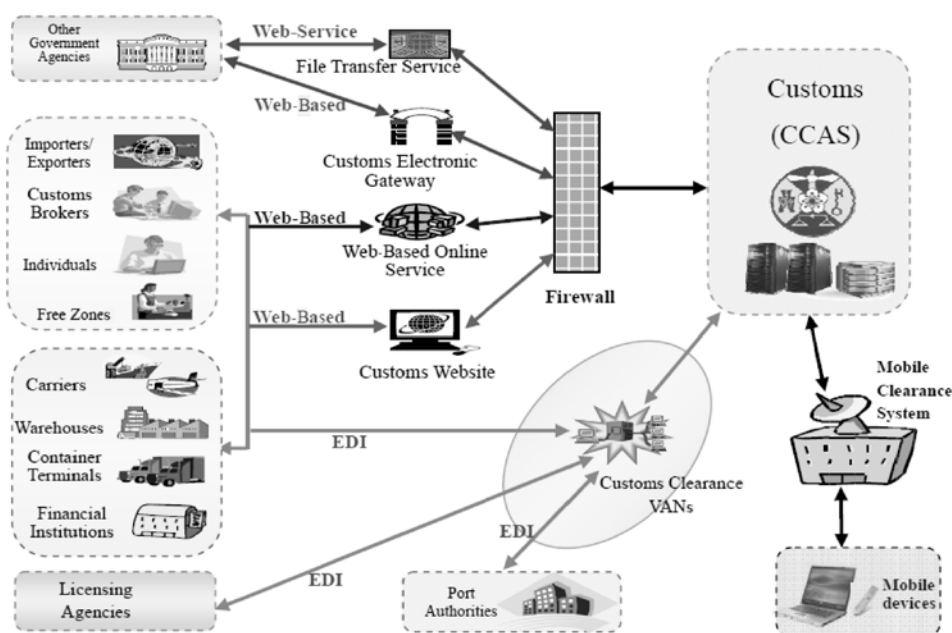 Other
Government
Agencies
Web-Service
File Transfer Service
Web-Based
Customs Electronic
Gateway
Importers/
Exporters
Customs
Brokers
Individuals
Free Zones
Web-Based
Web-Based Online
Service
Web-Based
Customs Website
Firewall
Customs
(CCAS)
Carriers
Warehouses
Container
Terminals
Financial
Institutions
EDI
Customs Clearance
VANs
Mobile
Clearance
System
EDI
EDI
Licensing
Agencies
Port
Authorities
Mobile
devices